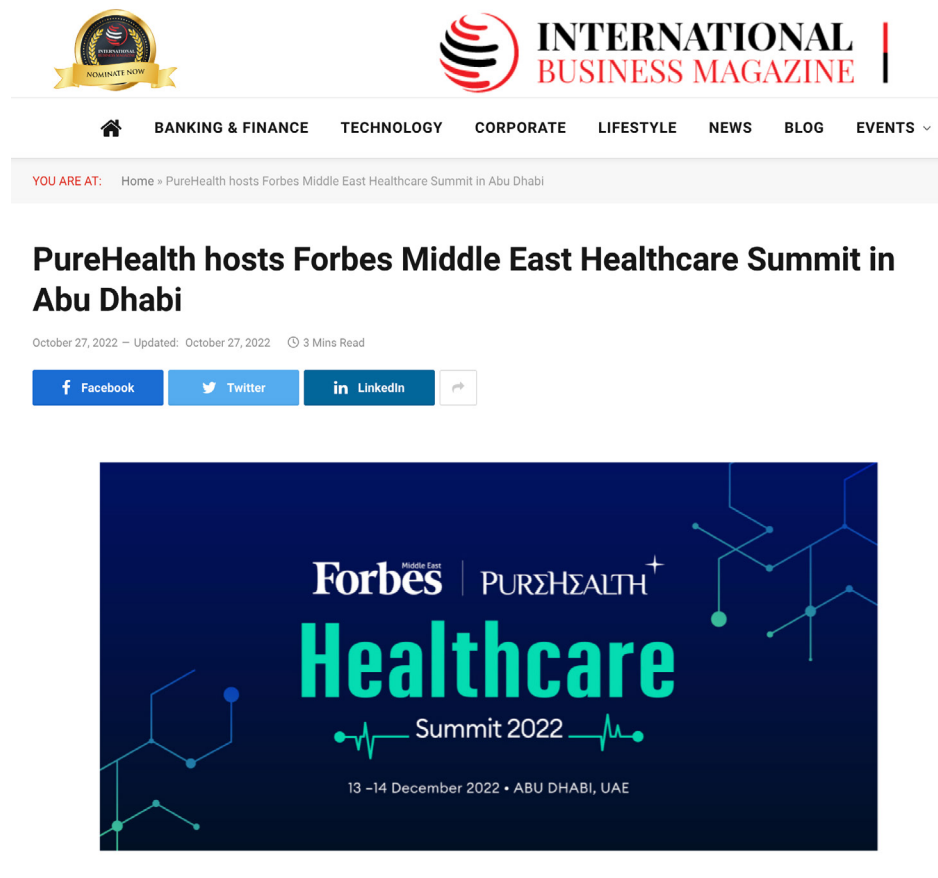 INTERNATIONAL
NOMINATE NOW
INTERNATIONAL
BUSINESS MAGAZINE
BANKING & FINANCE TECHNOLOGY CORPORATE LIFESTYLE NEWS BLOG EVENTS
YOU ARE AT: Home » PureHealth hosts Forbes Middle East Healthcare Summit in Abu Dhabi
PureHealth hosts Forbes Middle East Healthcare Summit in
Abu Dhabi
October 27, 2022 — Updated: October 27, 2022 3 Mins Read
Facebook Twitter LinkedIn
Middle East
Forbes PURΣHΣALTH
Healthcare
Summit 2022
13 –14 December 2022 • ABU DHABI, UAE